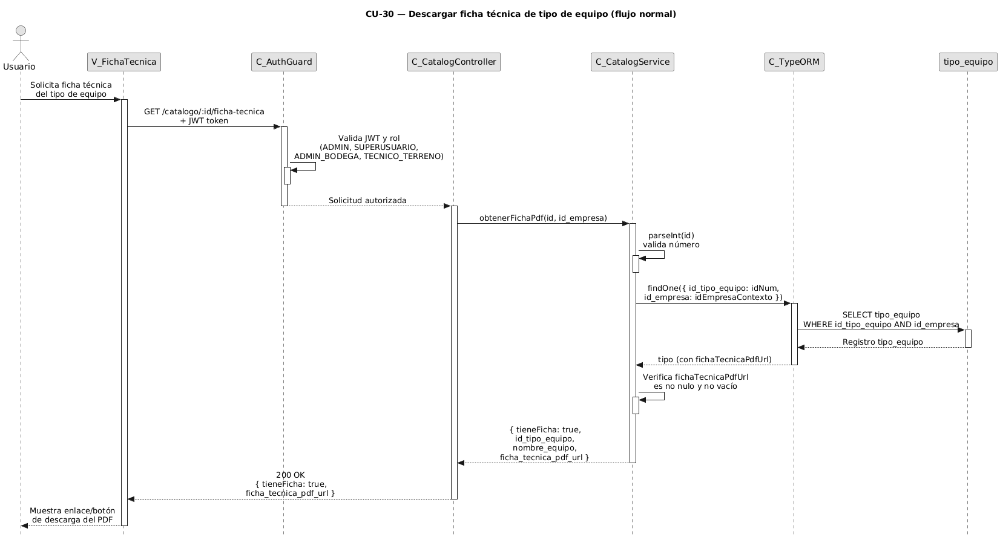 CU-30 — Descargar ficha técnica de tipo de equipo (flujo normal)
Usuario
V_FichaTecnica
C_AuthGuard
C_CatalogController
C_CatalogService
C_TypeORM
tipo_equipo
Solicita ficha técnica
del tipo de equipo
GET /catalogo/:id/ficha-tecnica
+ JWT token
Valida JWT y rol
(ADMIN, SUPERUSUARIO,
ADMIN_BODEGA, TECNICO_TERRENO)
Solicitud autorizada
obtenerFichaPdf(id, id_empresa)
parseInt(id)
valida número
findOne({ id_tipo_equipo: idNum,
id_empresa: idEmpresaContexto })
SELECT tipo_equipo
WHERE id_tipo_equipo AND id_empresa
Registro tipo_equipo
tipo (con fichaTecnicaPdfUrl)
Verifica fichaTecnicaPdfUrl
es no nulo y no vacío
{ tieneFicha: true,
id_tipo_equipo,
nombre_equipo,
ficha_tecnica_pdf_url }
200 OK
{ tieneFicha: true,
ficha_tecnica_pdf_url }
Muestra enlace/botón
de descarga del PDF